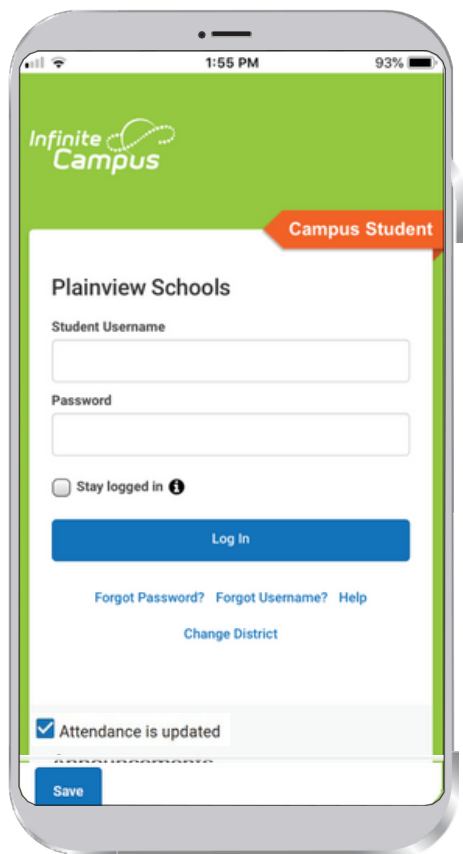 1:55 PM 93%
Infinite
Campus
Campus Student
Plainview Schools
Student Username
Password
Stay logged in
Log In
Forgot Password? Forgot Username? Help
Change District
Attendance is updated
Announcements
Save